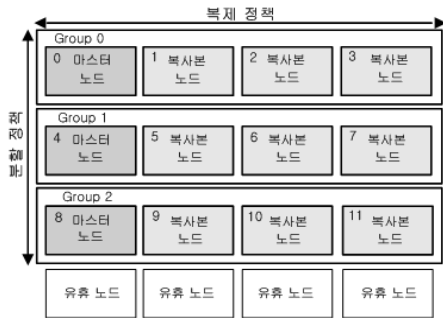 복제 정책
분할 정책
Group 0
0 마스터 노드
1 복사본 노드
2 복사본 노드
3 복사본 노드
Group 1
4 마스터 노드
5 복사본 노드
6 복사본 노드
7 복사본 노드
Group 2
8 마스터 노드
9 복사본 노드
10 복사본 노드
11 복사본 노드
유휴 노드
유휴 노드
유휴 노드
유휴 노드